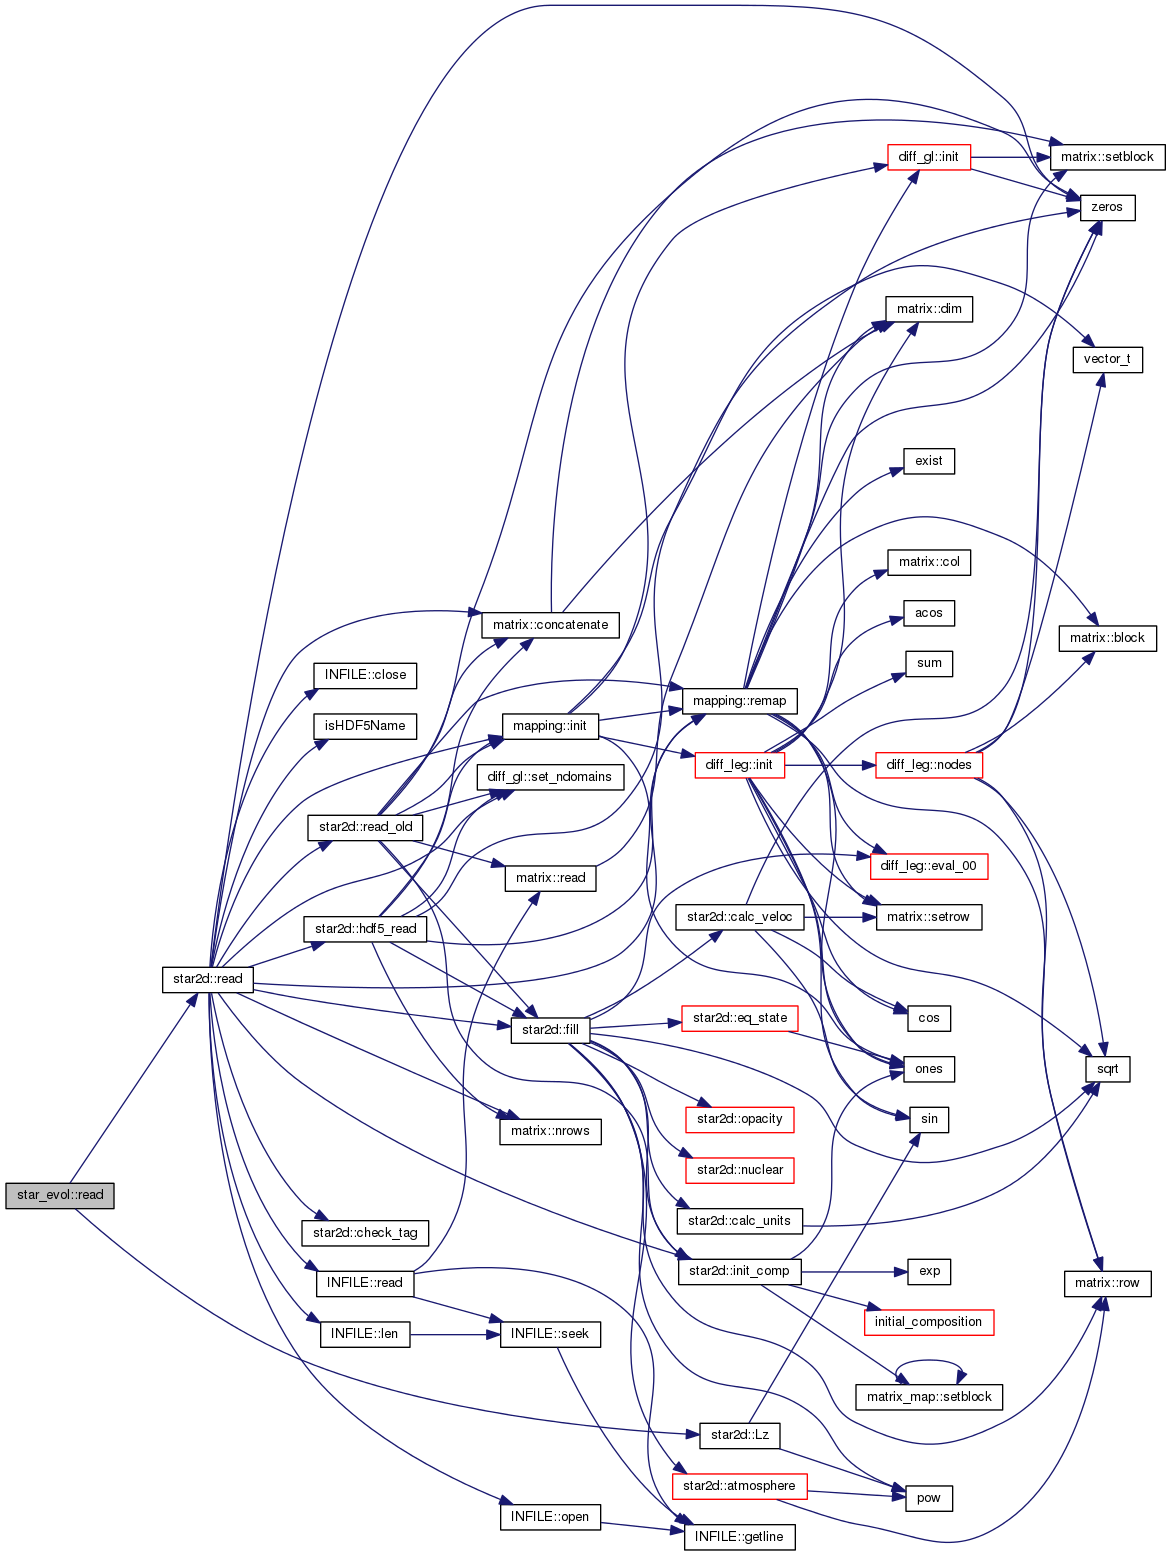 star_evol::read
star2d::read
INFILE::close
isHDF5Name
star2d::read_old
star2d::hdf5_read
star2d::check_tag
INFILE::read
INFILE::len
matrix::concatenate
mapping::init
diff_gl::set_ndomains
matrix::read
star2d::fill
matrix::nrows
INFILE::seek
INFILE::open
mapping::remap
diff_leg::init
star2d::calc_veloc
star2d::eq_state
star2d::opacity
star2d::nuclear
star2d::calc_units
star2d::init_comp
star2d::Lz
star2d::atmosphere
INFILE::getline
diff_gl::init
matrix::dim
exist
matrix::col
acos
sum
diff_leg::nodes
diff_leg::eval_00
matrix::setrow
cos
ones
sin
exp
initial_composition
matrix_map::setblock
pow
matrix::setblock
zeros
vector_t
matrix::block
sqrt
matrix::row